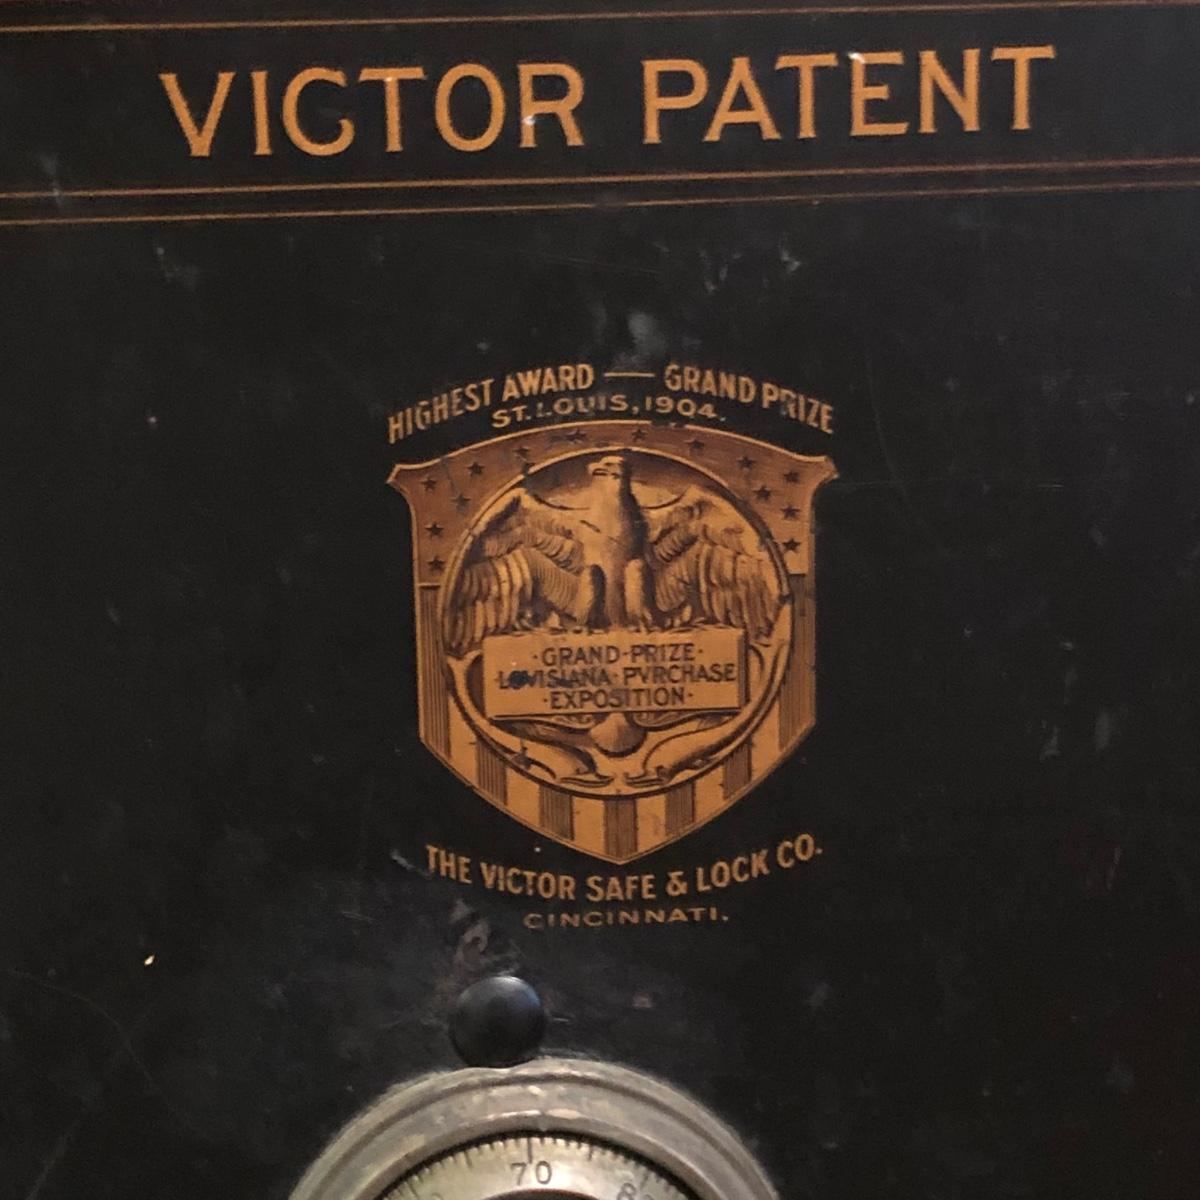 VICTOR PATENT
HIGHEST AWARD — GRAND PRIZE
ST. LOUIS, 1904.
·GRAND·PRIZE·
LOVISIANA·PVRCHASE
·EXPOSITION·
THE VICTOR SAFE & LOCK CO.
CINCINNATI.
70